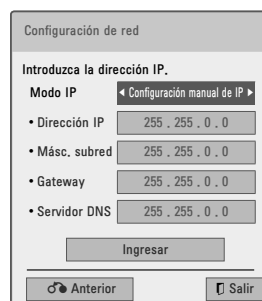 Configuración de red
Introduzca la dirección IP.
Modo IP ◄ Configuración manual de IP ►
• Dirección IP 255 . 255 . 0 . 0
• Másc. subred 255 . 255 . 0 . 0
• Gateway 255 . 255 . 0 . 0
• Servidor DNS 255 . 255 . 0 . 0
Ingresar
Anterior Salir